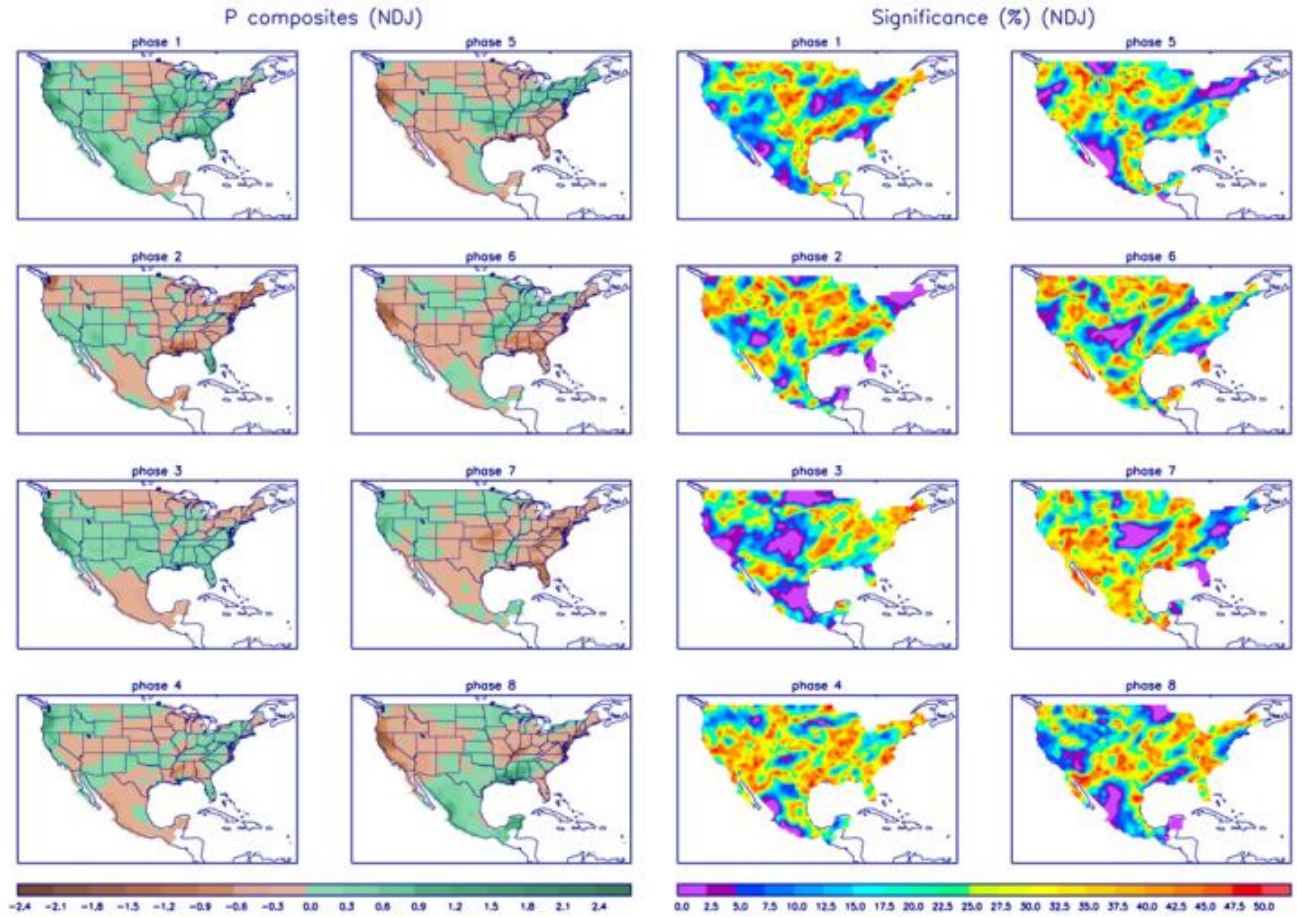 P composites (NDJ) Significance (%) (NDJ)
phase 1 phase 5 phase 1 phase 5
phase 2 phase 6 phase 2 phase 6
phase 3 phase 7 phase 3 phase 7
phase 4 phase 8 phase 4 phase 8
-2.4 -2.1 -1.8 -1.5 -1.2 -0.9 -0.6 -0.3 0.0 0.3 0.6 0.9 1.2 1.5 1.8 2.1 2.4 0.0 2.5 5.0 7.5 10.0 12.5 15.0 17.5 20.0 22.5 25.0 27.5 30.0 32.5 35.0 37.5 40.0 42.5 45.0 47.5 50.0